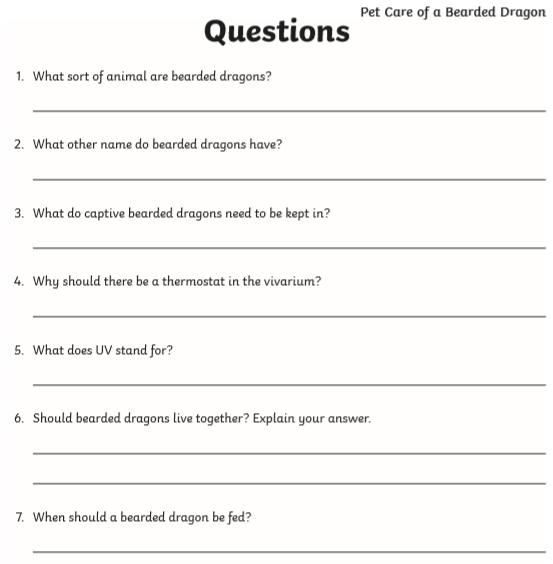 Pet Care of a Bearded Dragon
Questions
1. What sort of animal are bearded dragons?
2. What other name do bearded dragons have?
3. What do captive bearded dragons need to be kept in?
4. Why should there be a thermostat in the vivarium?
5. What does UV stand for?
6. Should bearded dragons live together? Explain your answer.
7. When should a bearded dragon be fed?